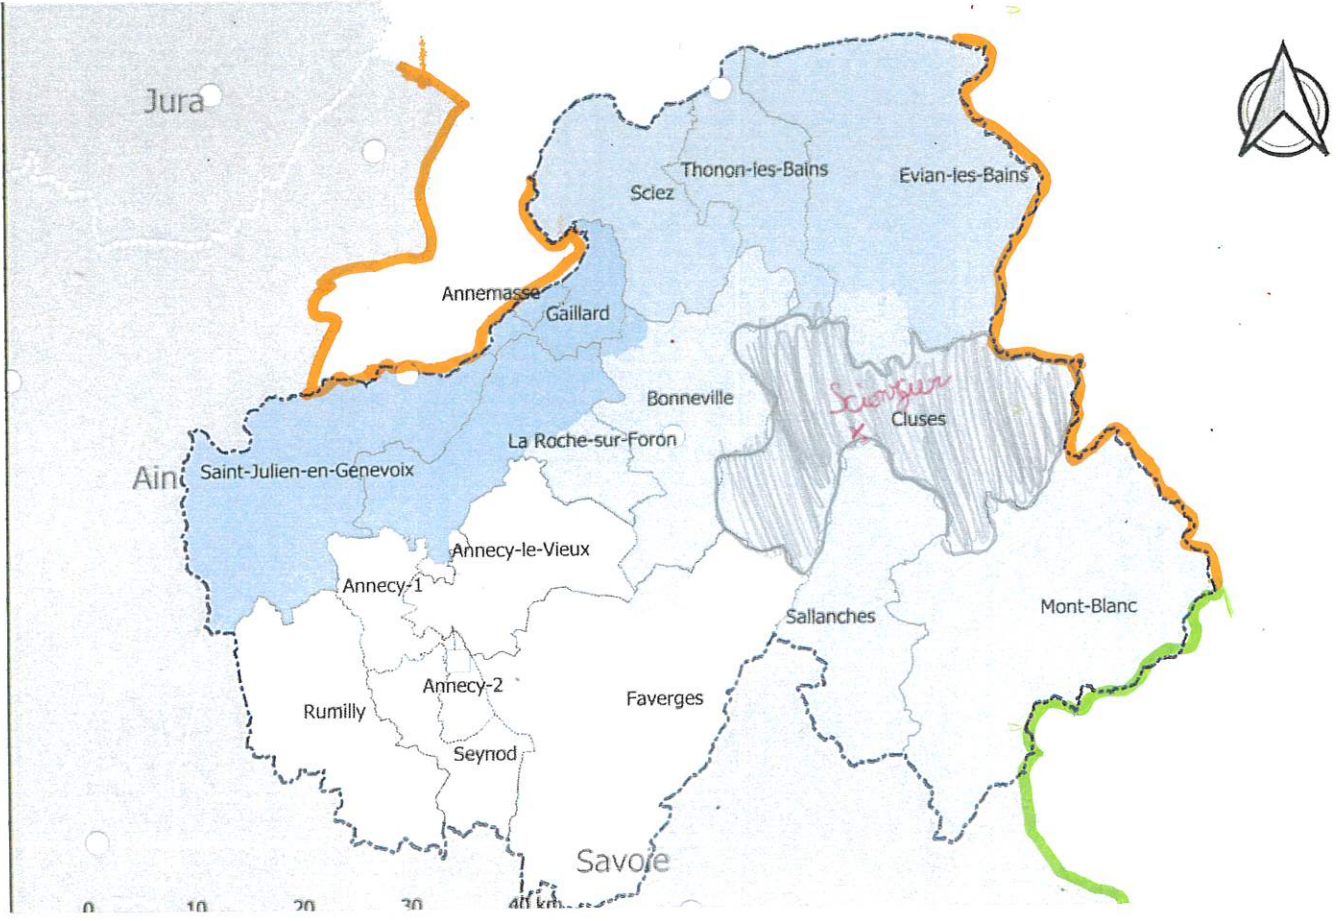 Jura
Thonon-les-Bains
Evian-les-Bains
Sciez
Annemasse
Gaillard
Scionzier
Bonneville
Cluses
La Roche-sur-Foron
Saint-Julien-en-Genevoix
Ain
Annecy-le-Vieux
Annecy-1
Mont-Blanc
Sallanches
Annecy-2
Faverges
Rumilly
Seynod
Savoie
0 10 20 30 40 km